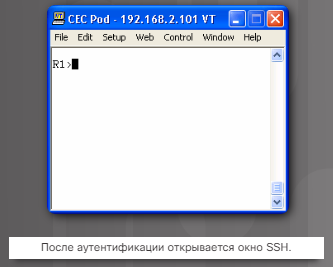 CEC Pod - 192.168.2.101 VT
File Edit Setup Web Control Window Help
R1>
После аутентификации открывается окно SSH.